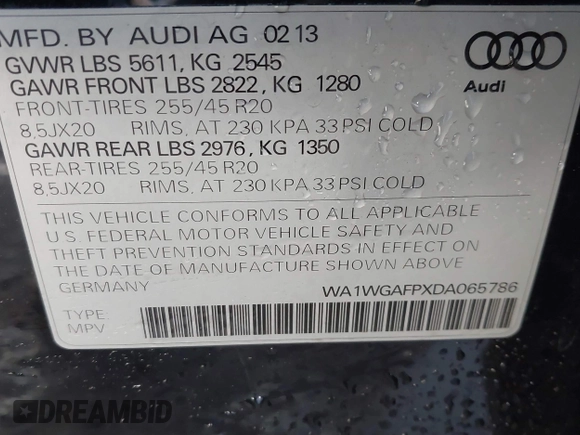 MFD. BY AUDI AG 02 13
GVWR LBS 5611, KG 2545
GAWR FRONT LBS 2822, KG 1280
FRONT-TIRES 255/45 R20
8,5JX20 RIMS, AT 230 KPA 33 PSI COLD
GAWR REAR LBS 2976, KG 1350
REAR-TIRES 255/45 R20
8,5JX20 RIMS, AT 230 KPA 33 PSI COLD
Audi
THIS VEHICLE CONFORMS TO ALL APPLICABLE
U.S. FEDERAL MOTOR VEHICLE SAFETY AND
THEFT PREVENTION STANDARDS IN EFFECT ON
THE DATE OF MANUFACTURE SHOWN ABOVE
GERMANY
WA1WGAFPXDA065786
TYPE:
MPV
DREAMBID